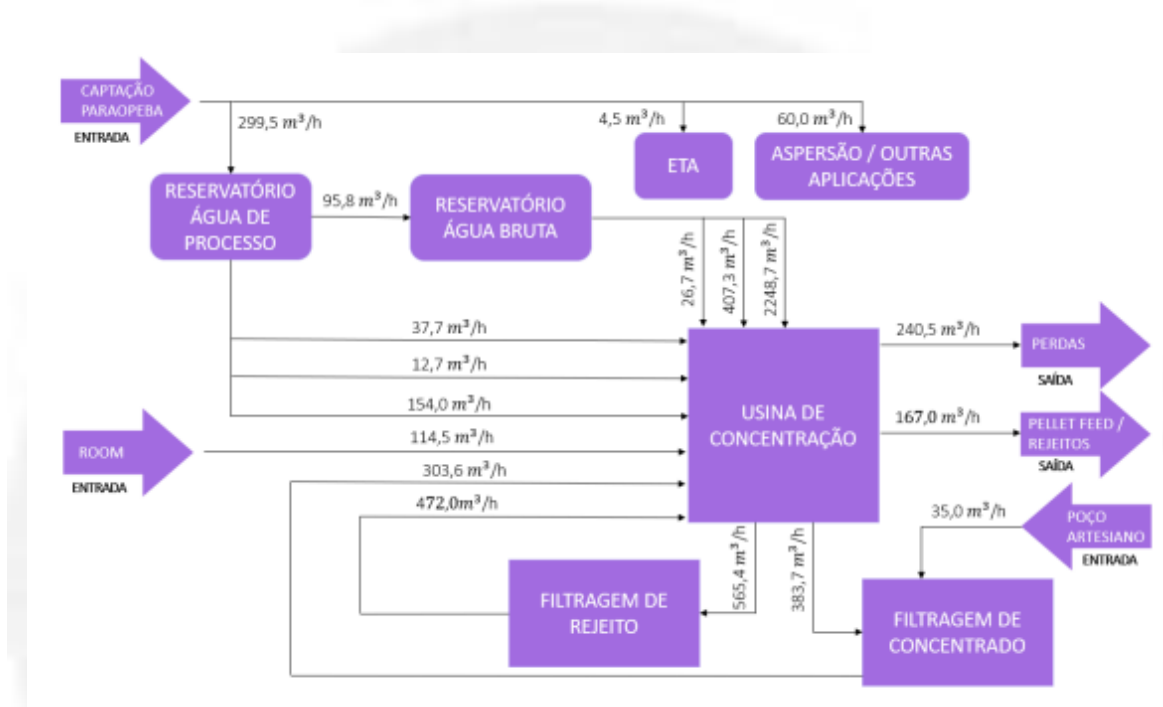 CAPTAÇÃO
PARAOPEBA
ENTRADA
299,5 m³/h
4,5 m³/h
60,0 m³/h
ETA
ASPERSÃO / OUTRAS
APLICAÇÕES
RESERVATÓRIO
ÁGUA DE
PROCESSO
95,8 m³/h
RESERVATÓRIO
ÁGUA BRUTA
26,7 m³/h
407,3 m³/h
2248,7 m³/h
37,7 m³/h
12,7 m³/h
154,0 m³/h
ROOM
ENTRADA
114,5 m³/h
303,6 m³/h
472,0m³/h
USINA DE
CONCENTRAÇÃO
240,5 m³/h
PERDAS
SAÍDA
167,0 m³/h
PELLET FEED /
REJEITOS
SAÍDA
35,0 m³/h
POÇO
ARTESIANO
ENTRADA
565,4 m³/h
383,7 m³/h
FILTRAGEM DE
REJEITO
FILTRAGEM DE
CONCENTRADO